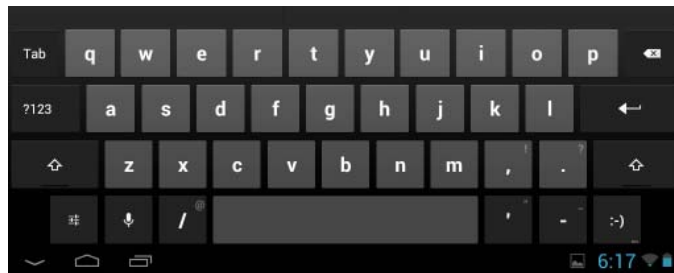 Tab q w e r t y u i o p
?123 a s d f g h j k l
z x c v b n m , ! . ?
/ @ ' " - _ :-)
6:17